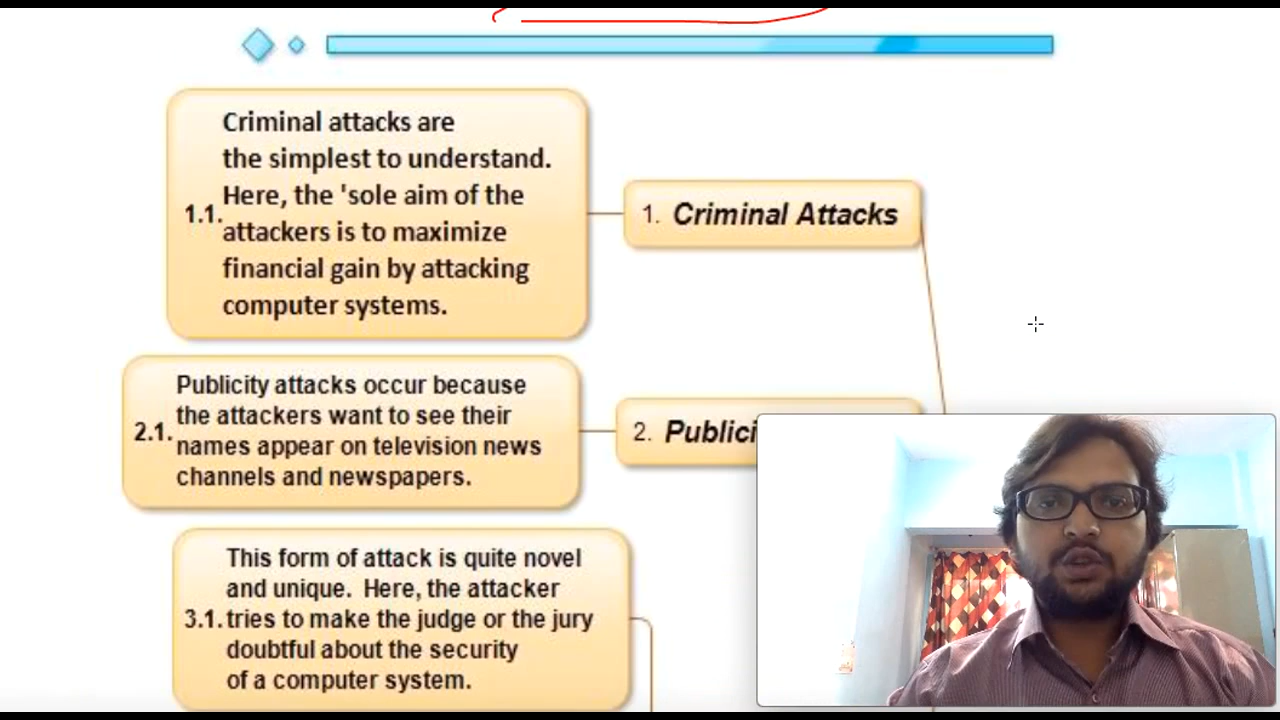 Criminal attacks are
the simplest to understand.
Here, the 'sole aim of the
1.1. attackers is to maximize
financial gain by attacking
computer systems.
1. Criminal Attacks
Publicity attacks occur because
the attackers want to see their
2.1. names appear on television news
channels and newspapers.
2.
This form of attack is quite novel
and unique. Here, the attacker
3.1. tries to make the judge or the jury
doubtful about the security
of a computer system.